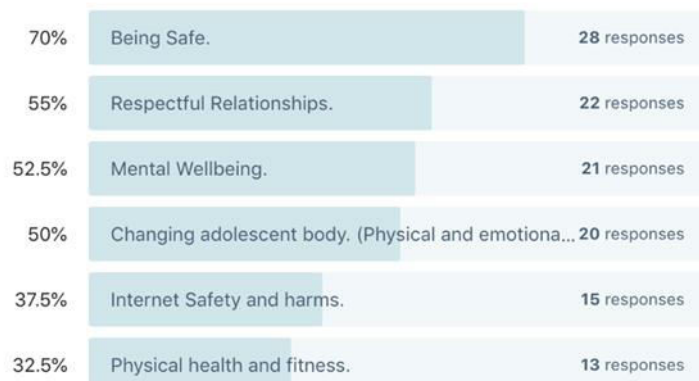 70% Being Safe. 28 responses
55% Respectful Relationships. 22 responses
52.5% Mental Wellbeing. 21 responses
50% Changing adolescent body. (Physical and emotiona... 20 responses
37.5% Internet Safety and harms. 15 responses
32.5% Physical health and fitness. 13 responses